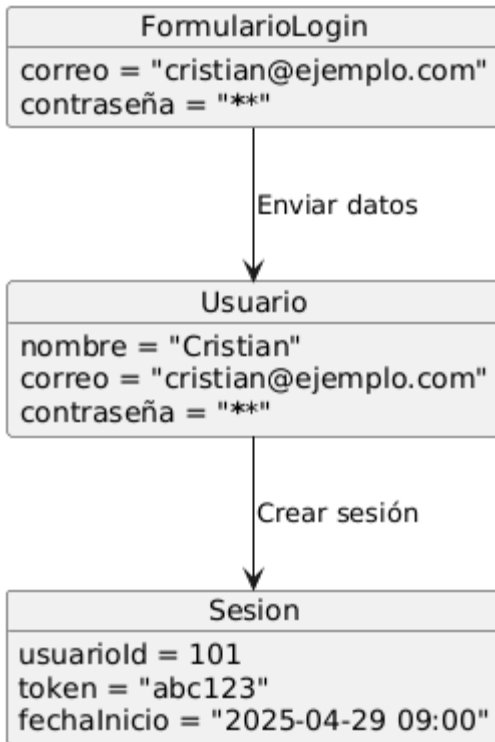 FormularioLogin
correo = "cristian@ejemplo.com"
contraseña = "**"
Enviar datos
Usuario
nombre = "Cristian"
correo = "cristian@ejemplo.com"
contraseña = "**"
Crear sesión
Sesion
usuarioId = 101
token = "abc123"
fechaInicio = "2025-04-29 09:00"